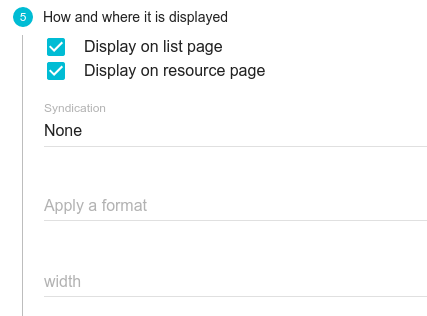 5 How and where it is displayed
Display on list page
Display on resource page
Syndication
None
Apply a format
width